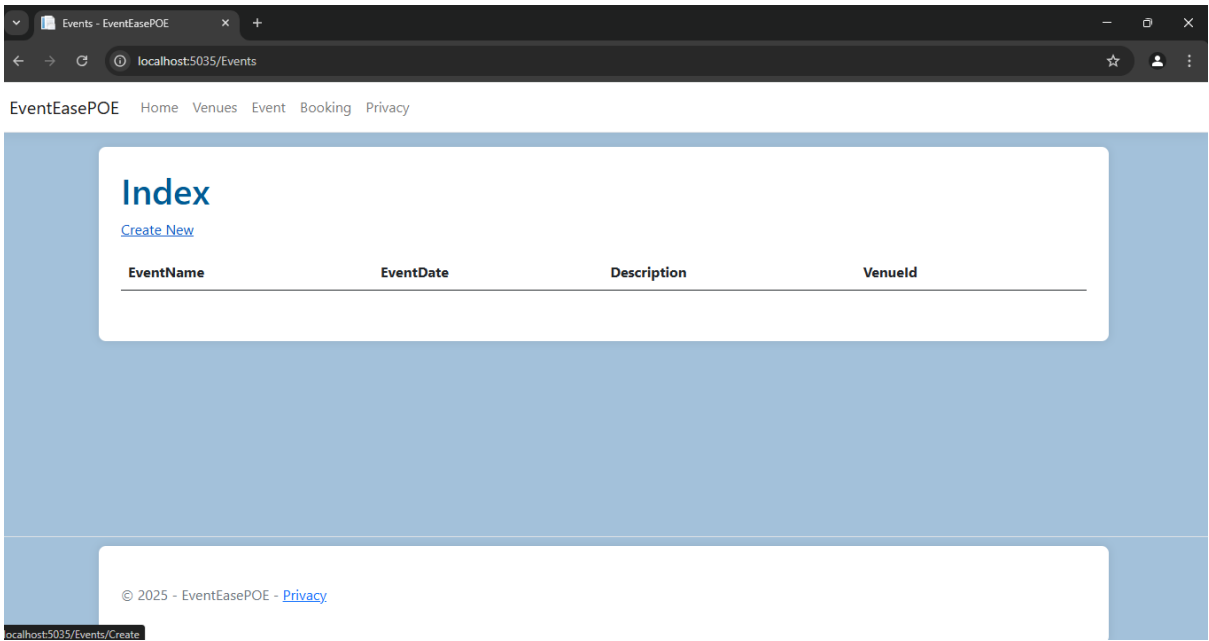 Events - EventEasePOE
localhost:5035/Events
EventEasePOE Home Venues Event Booking Privacy
Index
Create New
EventName EventDate Description VenueId
© 2025 - EventEasePOE - Privacy
localhost:5035/Events/Create